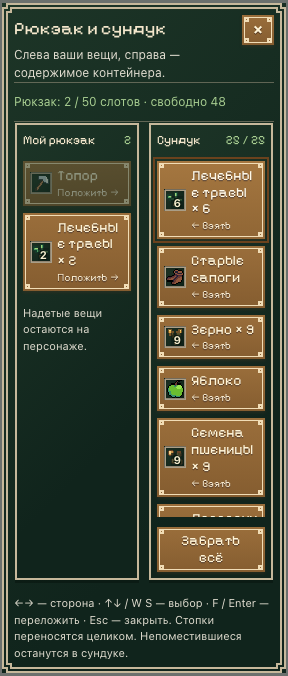 Рюкзак и сундук
×
Слева ваши вещи, справа —
содержимое контейнера.
Рюкзак: 2 / 50 слотов · свободно 48
Мой рюкзак 2
Топор
Положить →
Лечебны
е травы
× 2
2
Положить →
Надетые вещи
остаются на
персонаже.
Сундук 25 / 25
Лечебны
е травы
× 6
6
← Взять
Старые
сапоги
← Взять
Зерно × 9
9
← Взять
Яблоко
← Взять
Семена
пшеницы
× 9
9
← Взять
Забрать
всё
←→ — сторона · ↑↓ / W S — выбор · F / Enter —
переложить · Esc — закрыть. Стопки
переносятся целиком. Непоместившиеся
останутся в сундуке.